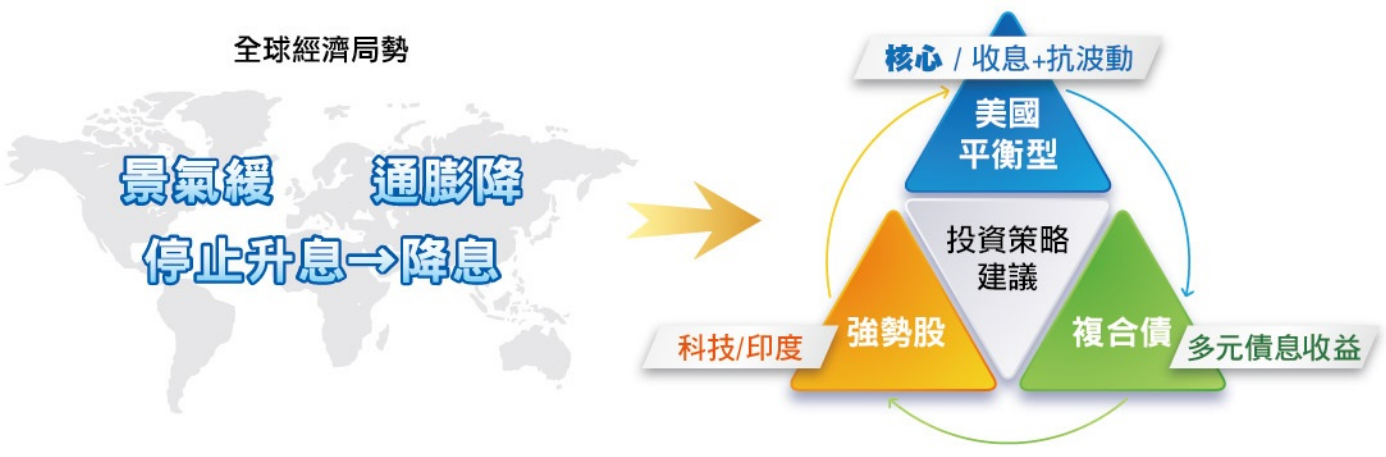 全球經濟局勢
景氣緩 通膨降
停止升息→降息
核心 / 收息+抗波動
美國
平衡型
投資策略
建議
強勢股
科技/印度
複合債
多元債息收益